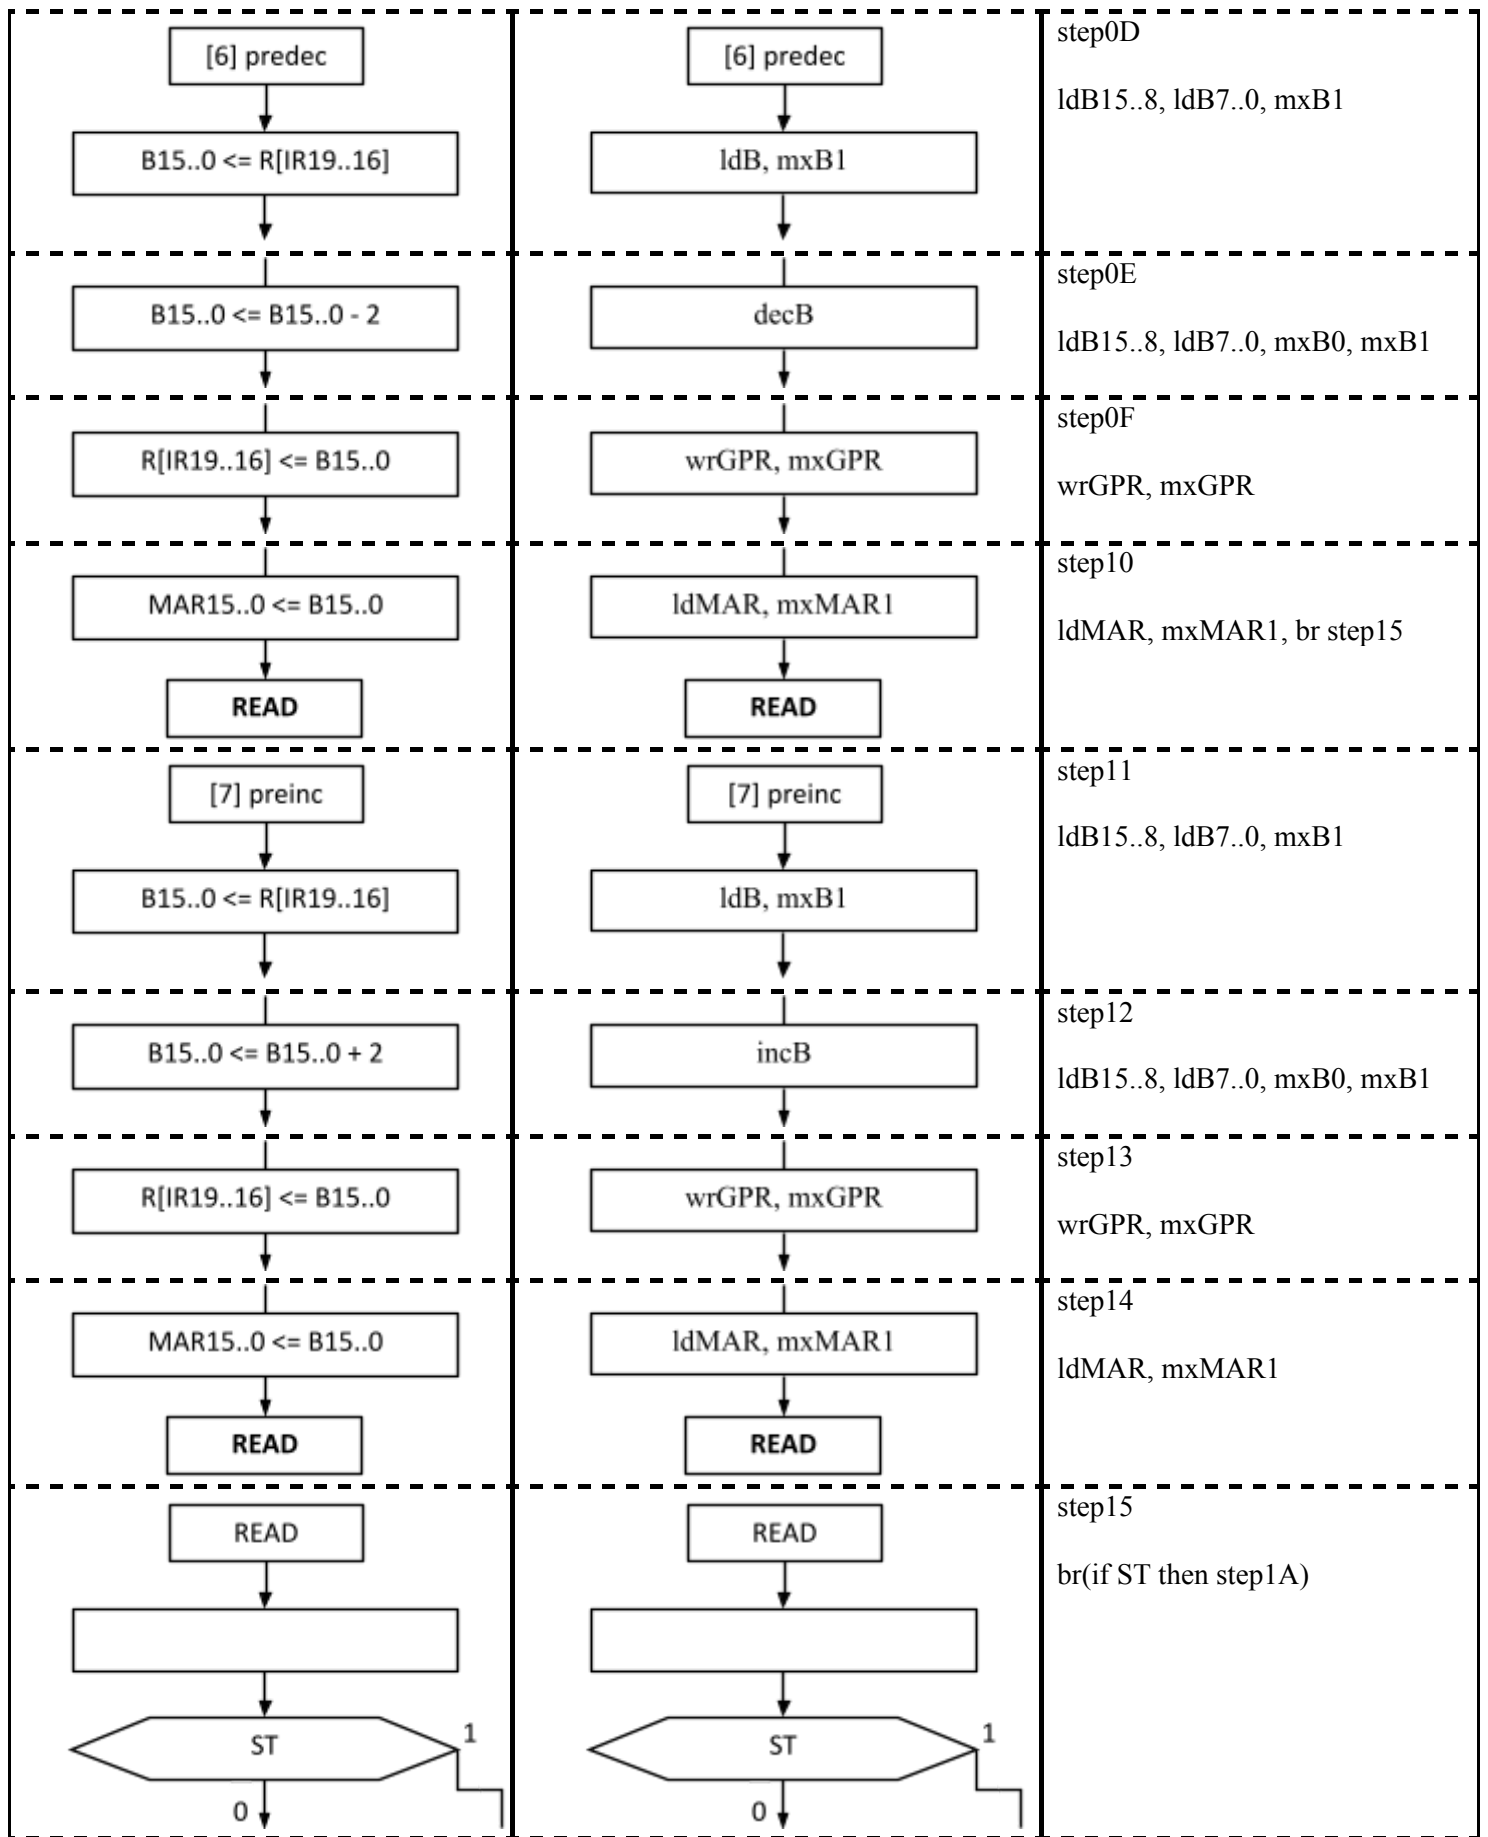 [6] predec
[6] predec
step0D
ldB15..8, ldB7..0, mxB1
B15..0 <= R[IR19..16]
ldB, mxB1
step0E
B15..0 <= B15..0 - 2
decB
ldB15..8, ldB7..0, mxB0, mxB1
step0F
R[IR19..16] <= B15..0
wrGPR, mxGPR
wrGPR, mxGPR
step10
MAR15..0 <= B15..0
ldMAR, mxMAR1
ldMAR, mxMAR1, br step15
READ
READ
step11
[7] preinc
[7] preinc
ldB15..8, ldB7..0, mxB1
B15..0 <= R[IR19..16]
ldB, mxB1
step12
B15..0 <= B15..0 + 2
incB
ldB15..8, ldB7..0, mxB0, mxB1
step13
R[IR19..16] <= B15..0
wrGPR, mxGPR
wrGPR, mxGPR
step14
MAR15..0 <= B15..0
ldMAR, mxMAR1
ldMAR, mxMAR1
READ
READ
step15
READ
READ
br(if ST then step1A)
ST
1
ST
1
0
0